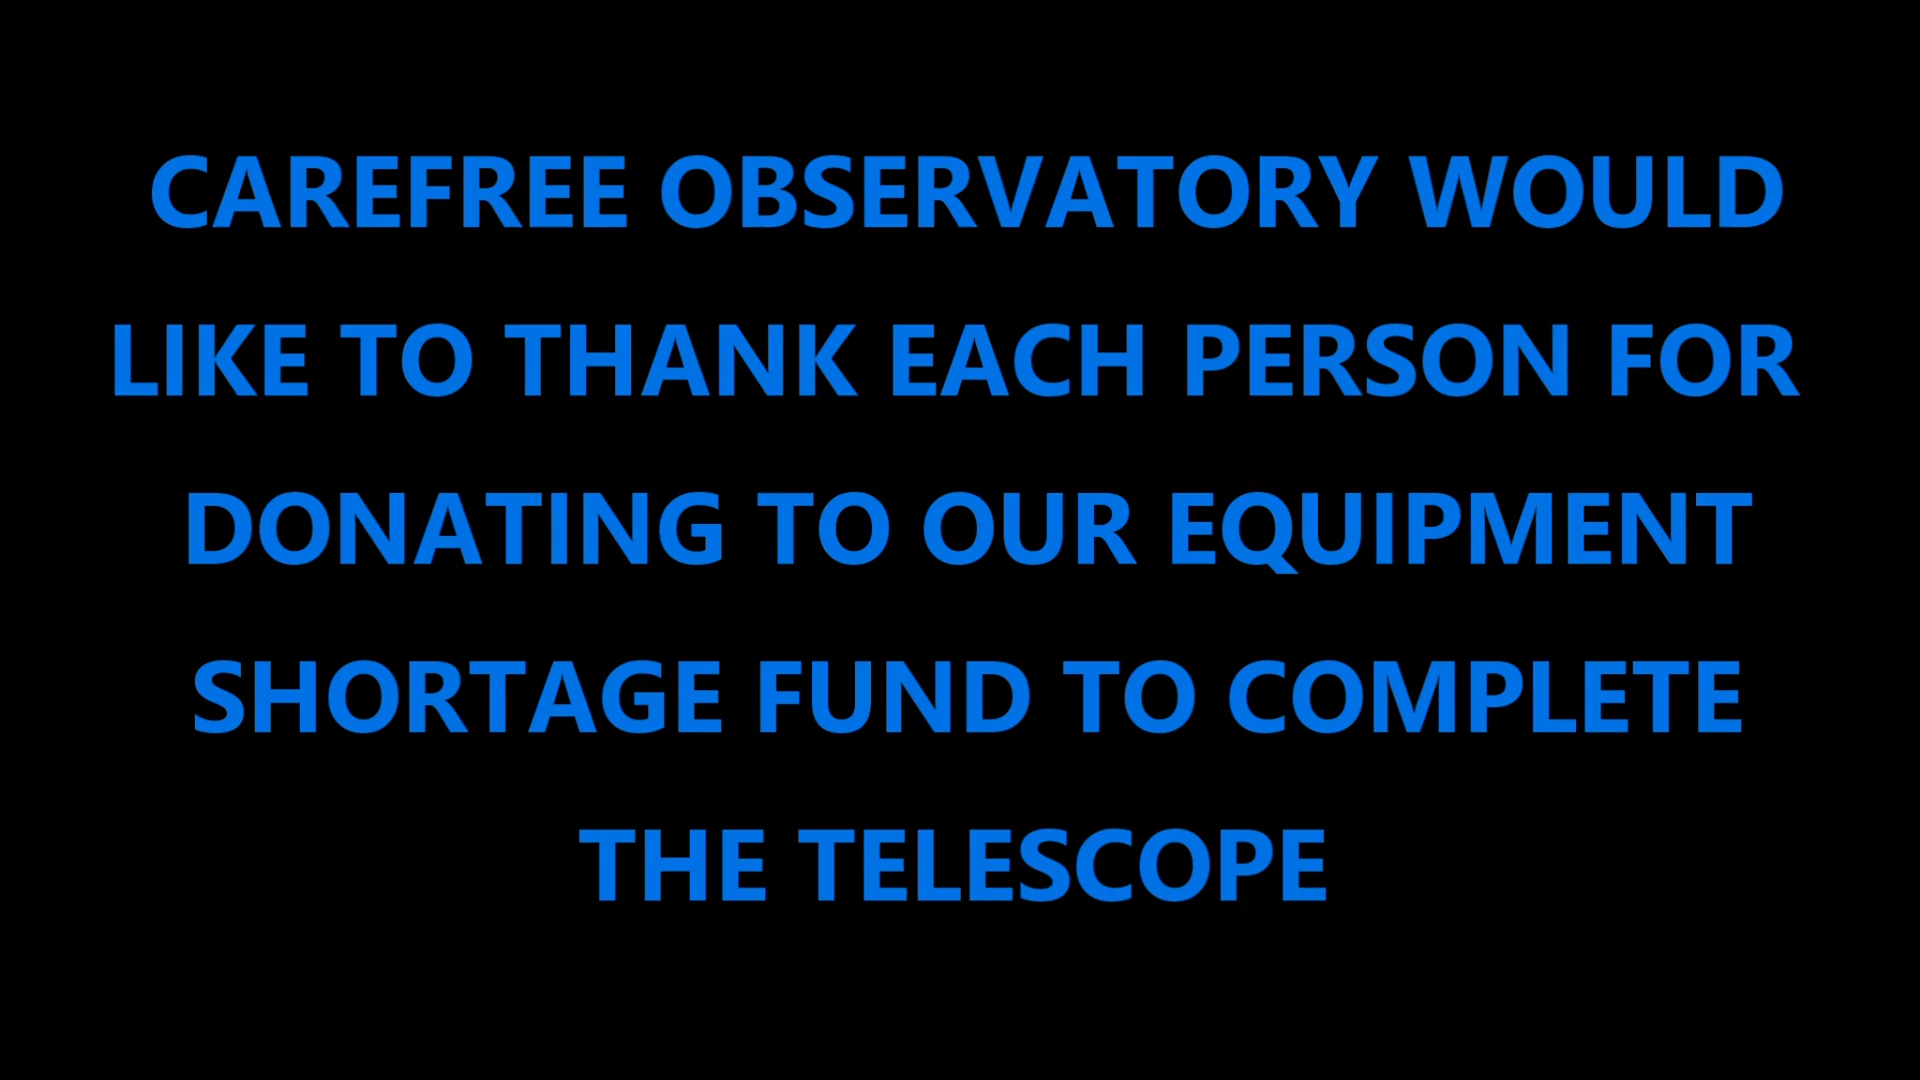 CAREFREE OBSERVATORY WOULD
LIKE TO THANK EACH PERSON FOR
DONATING TO OUR EQUIPMENT
SHORTAGE FUND TO COMPLETE
THE TELESCOPE